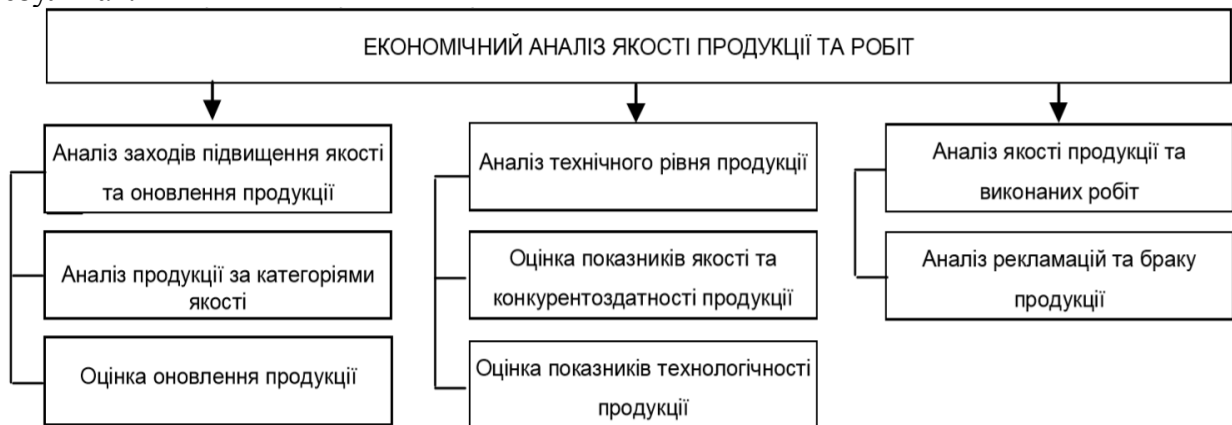 ЕКОНОМІЧНИЙ АНАЛІЗ ЯКОСТІ ПРОДУКЦІЇ ТА РОБІТ
Аналіз заходів підвищення якості
та оновлення продукції
Аналіз продукції за категоріями
якості
Оцінка оновлення продукції
Аналіз технічного рівня продукції
Оцінка показників якості та
конкурентоздатності продукції
Оцінка показників технологічності
продукції
Аналіз якості продукції та
виконаних робіт
Аналіз рекламацій та браку
продукції